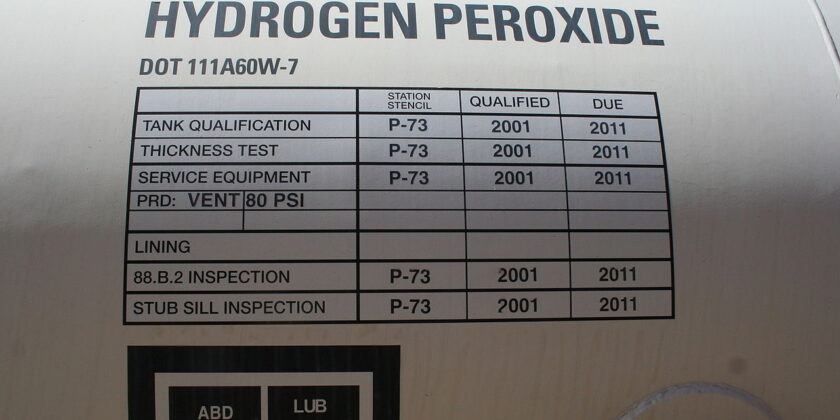 HYDROGEN PEROXIDE
DOT 111A60W-7
STATION STENCIL QUALIFIED DUE
TANK QUALIFICATION P-73 2001 2011
THICKNESS TEST P-73 2001 2011
SERVICE EQUIPMENT P-73 2001 2011
PRD: VENT 80 PSI
LINING
88.B.2 INSPECTION P-73 2001 2011
STUB SILL INSPECTION P-73 2001 2011
ABD LUB